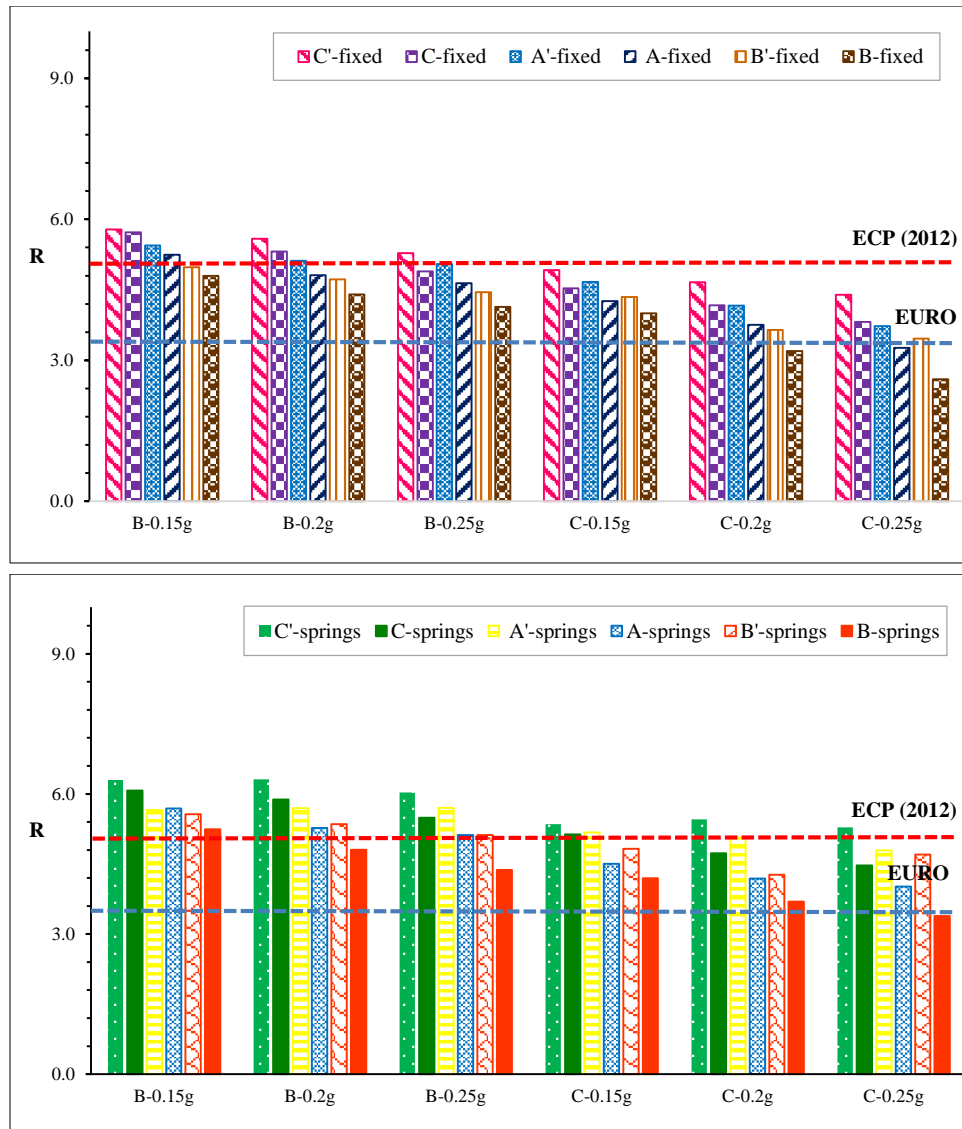 9.0
C'-fixed C-fixed A'-fixed A-fixed B'-fixed B-fixed
6.0
ECP (2012)
R
EURO
3.0
0.0
B-0.15g B-0.2g B-0.25g C-0.15g C-0.2g C-0.25g
C'-springs C-springs A'-springs A-springs B'-springs B-springs
9.0
6.0
ECP (2012)
R
EURO
3.0
0.0
B-0.15g B-0.2g B-0.25g C-0.15g C-0.2g C-0.25g